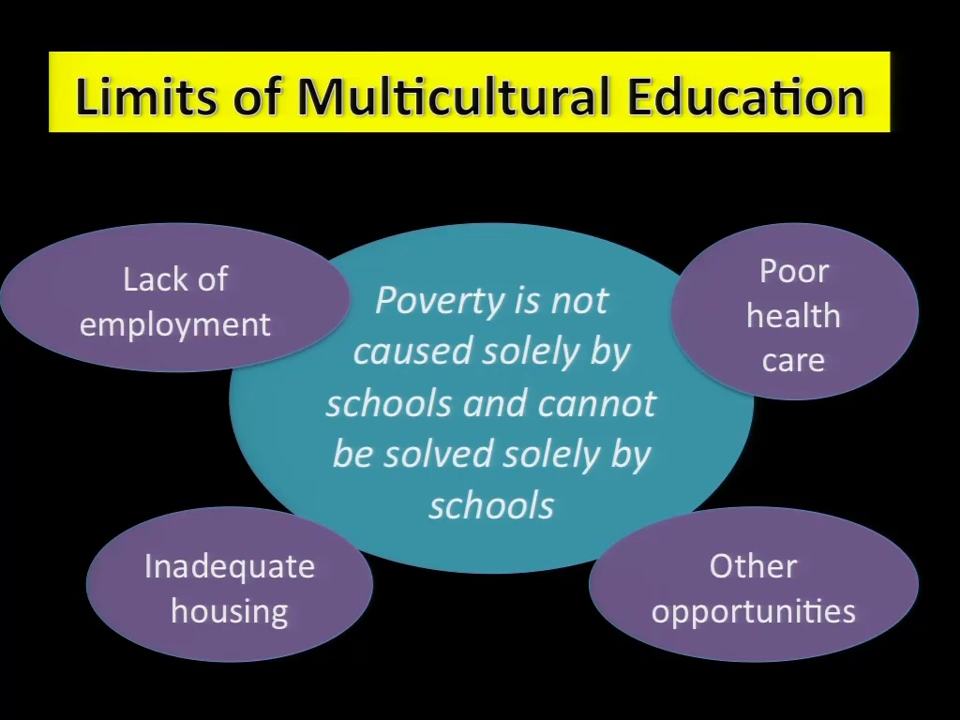 Limits of Multicultural Education
Lack of
employment
Poverty is not
caused solely by
schools and cannot
be solved solely by
schools
Poor
health
care
Inadequate
housing
Other
opportunities